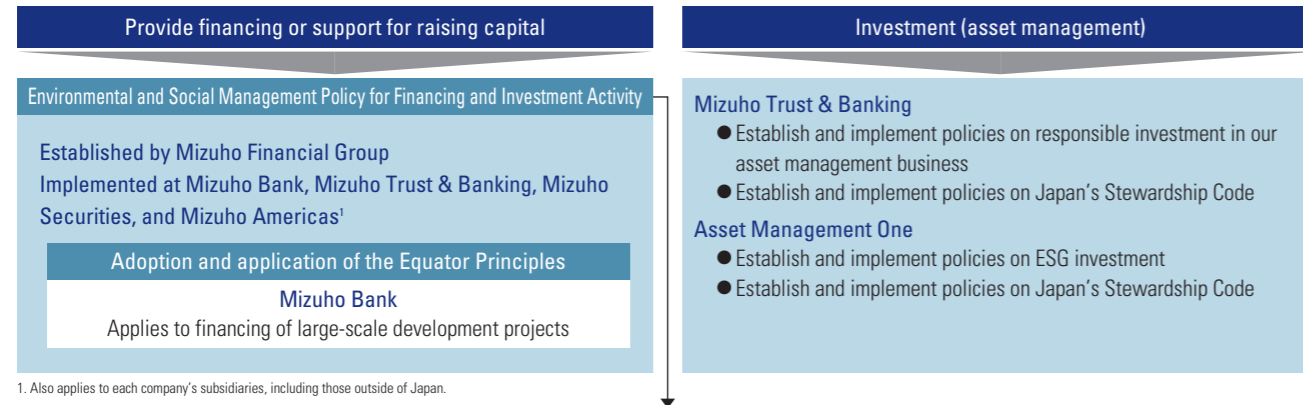 Provide financing or support for raising capital
Environmental and Social Management Policy for Financing and Investment Activity
Established by Mizuho Financial Group
Implemented at Mizuho Bank, Mizuho Trust & Banking, Mizuho
Securities, and Mizuho Americas¹
Adoption and application of the Equator Principles
Mizuho Bank
Applies to financing of large-scale development projects
1. Also applies to each company's subsidiaries, including those outside of Japan.
Investment (asset management)
Mizuho Trust & Banking
● Establish and implement policies on responsible investment in our
asset management business
● Establish and implement policies on Japan's Stewardship Code
Asset Management One
● Establish and implement policies on ESG investment
● Establish and implement policies on Japan's Stewardship Code